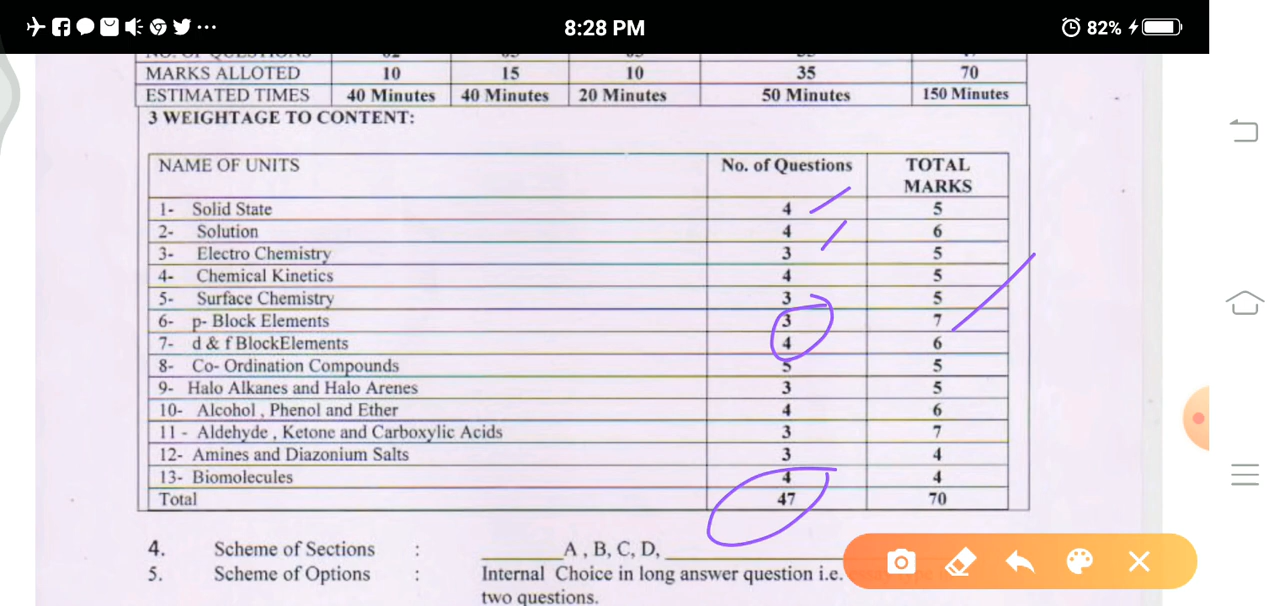 8:28 PM 82%
MARKS ALLOTED 10 15 10 35 70
ESTIMATED TIMES 40 Minutes 40 Minutes 20 Minutes 50 Minutes 150 Minutes
3 WEIGHTAGE TO CONTENT:
NAME OF UNITS No. of Questions TOTAL MARKS
1- Solid State 4 5
2- Solution 4 6
3- Electro Chemistry 3 5
4- Chemical Kinetics 4 5
5- Surface Chemistry 3 5
6- p- Block Elements 3 7
7- d & f BlockElements 4 6
8- Co- Ordination Compounds 5 5
9- Halo Alkanes and Halo Arenes 3 5
10- Alcohol , Phenol and Ether 4 6
11 - Aldehyde , Ketone and Carboxylic Acids 3 7
12- Amines and Diazonium Salts 3 4
13- Biomolecules 4 4
Total 47 70
4. Scheme of Sections : A , B, C, D,
5. Scheme of Options : Internal Choice in long answer question i.e.
two questions.